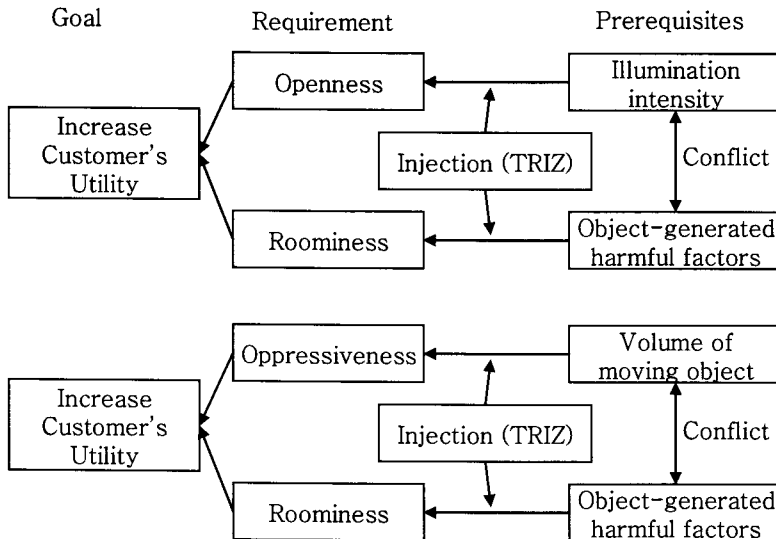 Goal
Requirement
Prerequisites
Openness
Illumination
intensity
Increase
Customer's
Utility
Injection (TRIZ)
Conflict
Roominess
Object-generated
harmful factors
Oppressiveness
Volume of
moving object
Increase
Customer's
Utility
Injection (TRIZ)
Conflict
Roominess
Object-generated
harmful factors